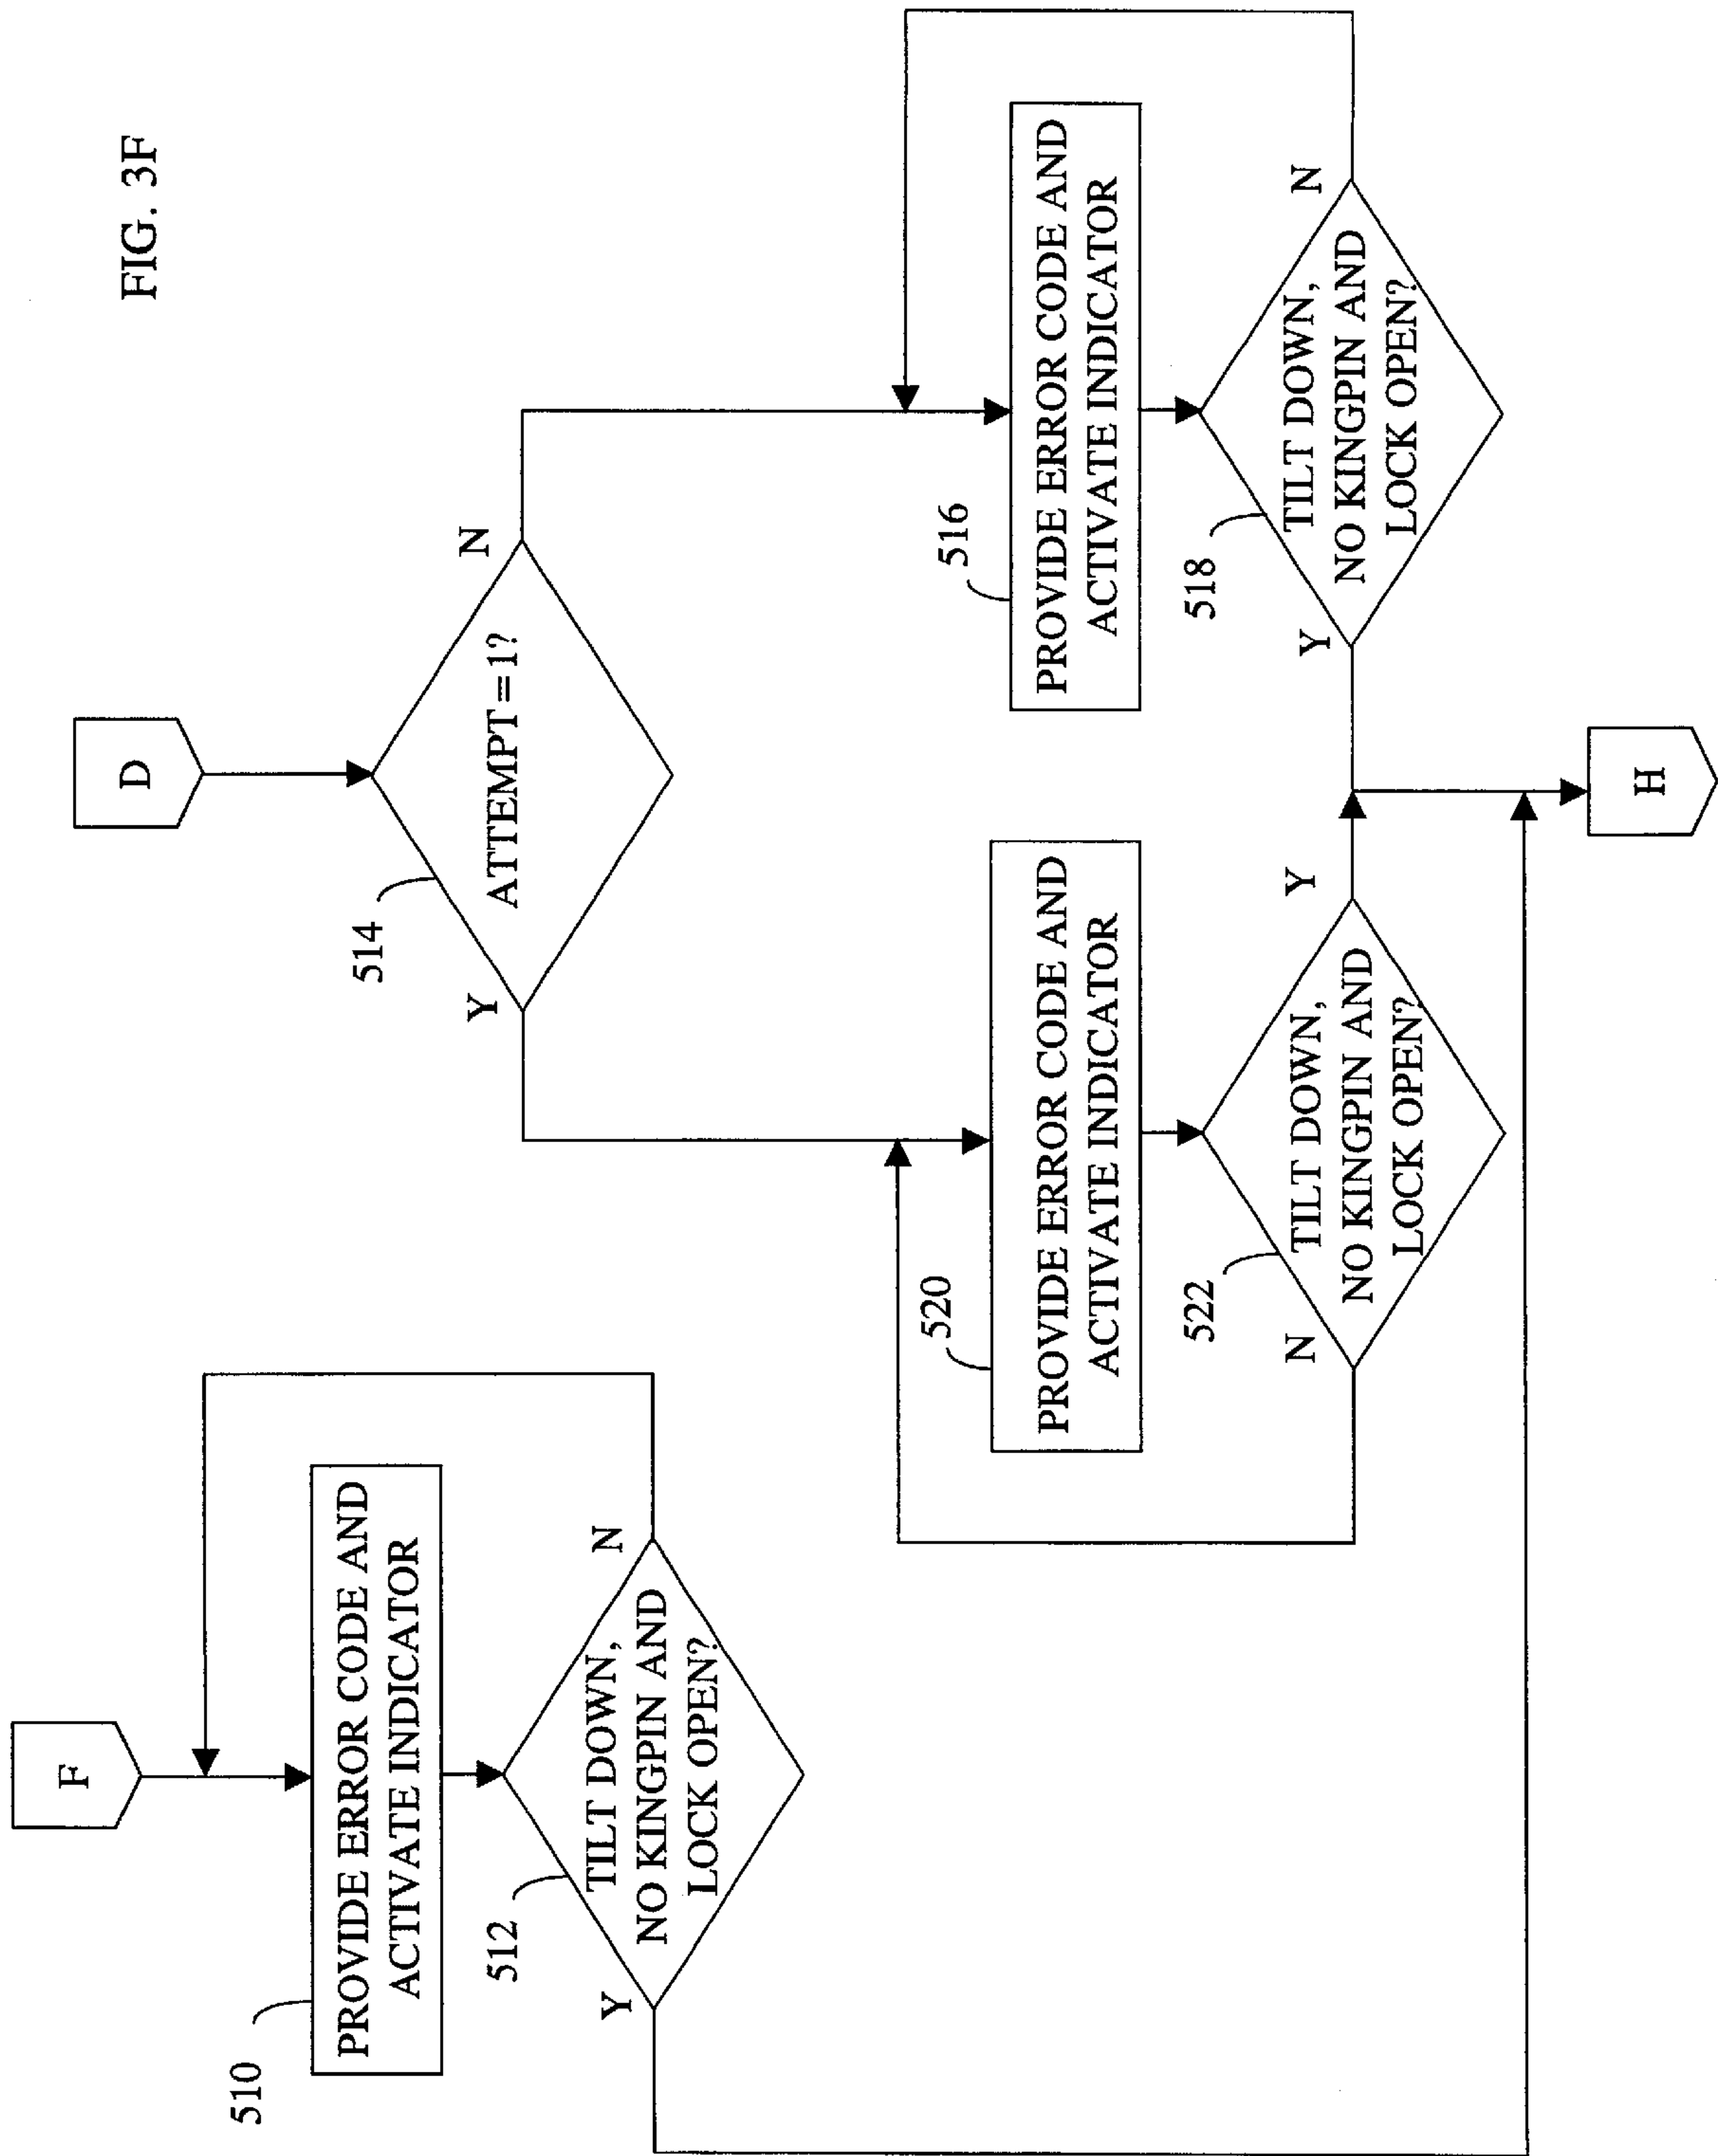 FIG. 3F
F
510
PROVIDE ERROR CODE AND
ACTIVATE INDICATOR
512
TILT DOWN,
NO KINGPIN AND
LOCK OPEN?
Y
N
D
514
ATTEMPT = 1?
Y
N
520
PROVIDE ERROR CODE AND
ACTIVATE INDICATOR
522
TILT DOWN,
NO KINGPIN AND
LOCK OPEN?
N
Y
516
PROVIDE ERROR CODE AND
ACTIVATE INDICATOR
518
TILT DOWN,
NO KINGPIN AND
LOCK OPEN?
Y
N
H